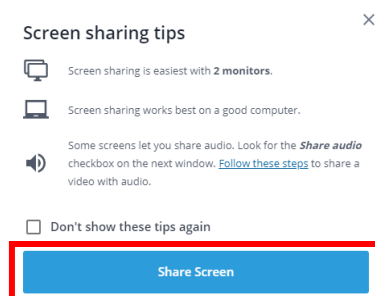 Screen sharing tips
Screen sharing is easiest with 2 monitors.
Screen sharing works best on a good computer.
Some screens let you share audio. Look for the Share audio
checkbox on the next window. Follow these steps to share a
video with audio.
Don't show these tips again
Share Screen